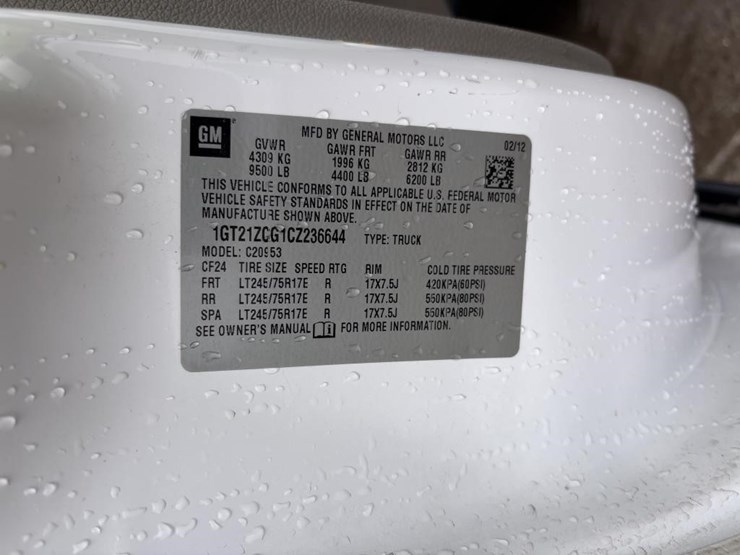 GM
MFD BY GENERAL MOTORS LLC 02/12
GVWR GAWR FRT GAWR RR
4309 KG 1996 KG 2812 KG
9500 LB 4400 LB 6200 LB
THIS VEHICLE CONFORMS TO ALL APPLICABLE U.S. FEDERAL MOTOR
VEHICLE SAFETY STANDARDS IN EFFECT ON THE DATE OF
MANUFACTURE SHOWN ABOVE.
1GT21ZCG1CZ236644 TYPE: TRUCK
MODEL: C20953
CF24 TIRE SIZE SPEED RTG RIM COLD TIRE PRESSURE
FRT LT245/75R17E R 17X7.5J 420KPA(60PSI)
RR LT245/75R17E R 17X7.5J 550KPA(80PSI)
SPA LT245/75R17E R 17X7.5J 550KPA(80PSI)
SEE OWNER'S MANUAL FOR MORE INFORMATION.